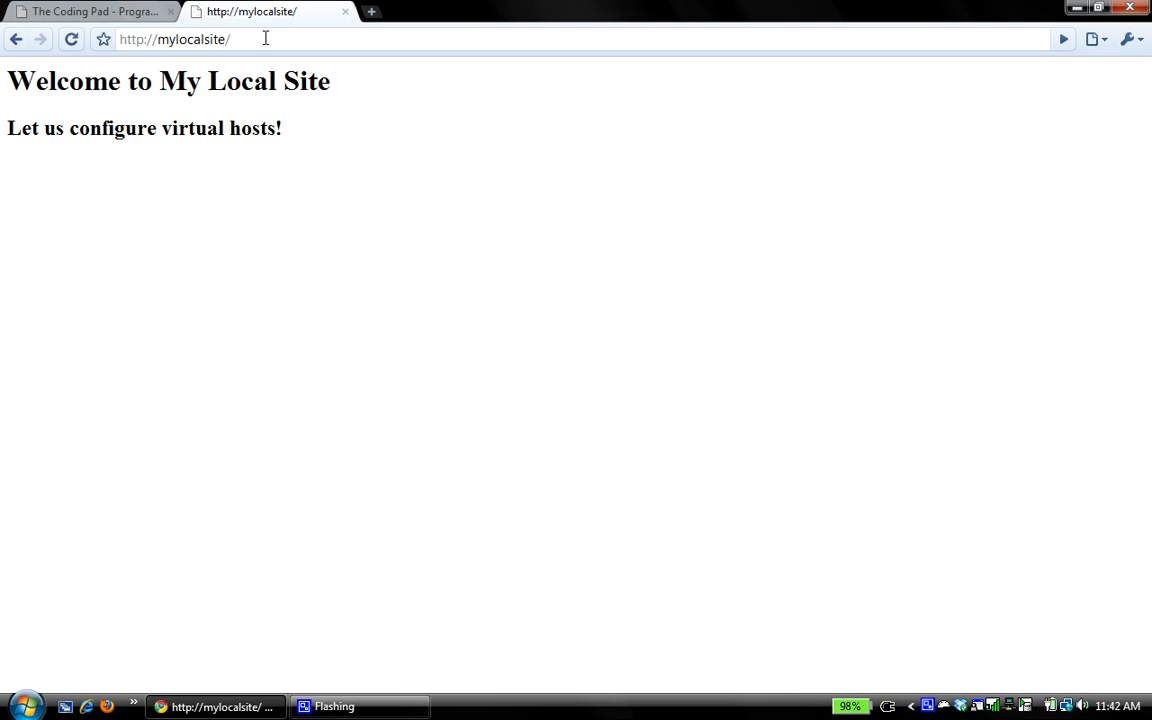 The Coding Pad - Progra...
http://mylocalsite/
http://mylocalsite/
Welcome to My Local Site
Let us configure virtual hosts!
http://mylocalsite/ ...
Flashing
98%
11:42 AM